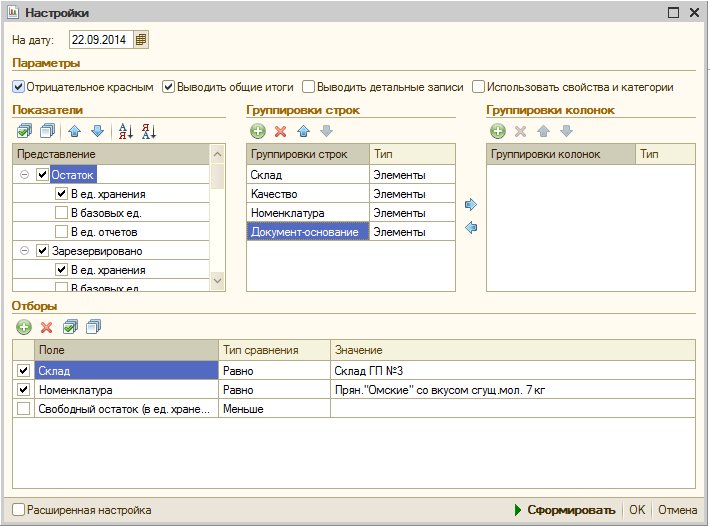 Настройки
На дату: 22.09.2014
Параметры
Отрицательное красным Выводить общие итоги Выводить детальные записи Использовать свойства и категории
Показатели Группировки строк Группировки колонок
Представление Группировки строк Тип Группировки колонок Тип
Остаток Склад Элементы
В ед. хранения Качество Элементы
В базовых ед. Номенклатура Элементы
В ед. отчетов Документ-основание Элементы
Зарезервировано
В ед. хранения
В базовых ед.
Отборы
Поле Тип сравнения Значение
Склад Равно Склад ГП №3
Номенклатура Равно Прян."Омские" со вкусом сгущ.мол. 7 кг
Свободный остаток (в ед. хране... Меньше
Расширенная настройка Сформировать OK Отмена